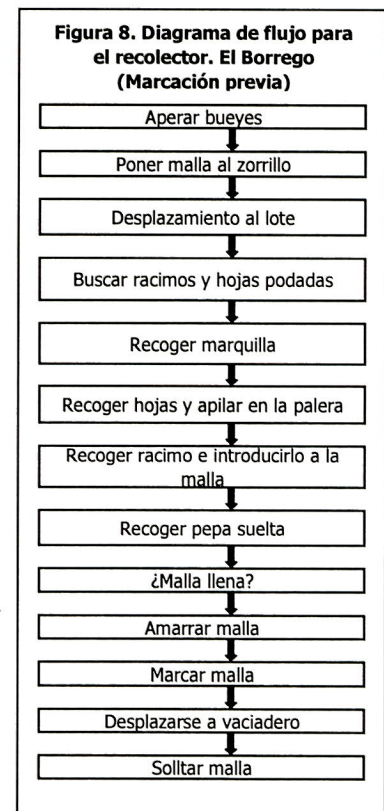 Figura 8. Diagrama de flujo para
el recolector. El Borrego
(Marcación previa)
Aperar bueyes
Poner malla al zorrillo
Desplazamiento al lote
Buscar racimos y hojas podadas
Recoger marquilla
Recoger hojas y apilar en la palera
Recoger racimo e introducirlo a la
malla
Recoger pepa suelta
¿Malla llena?
Amarrar malla
Marcar malla
Desplazarse a vaciadero
Solltar malla